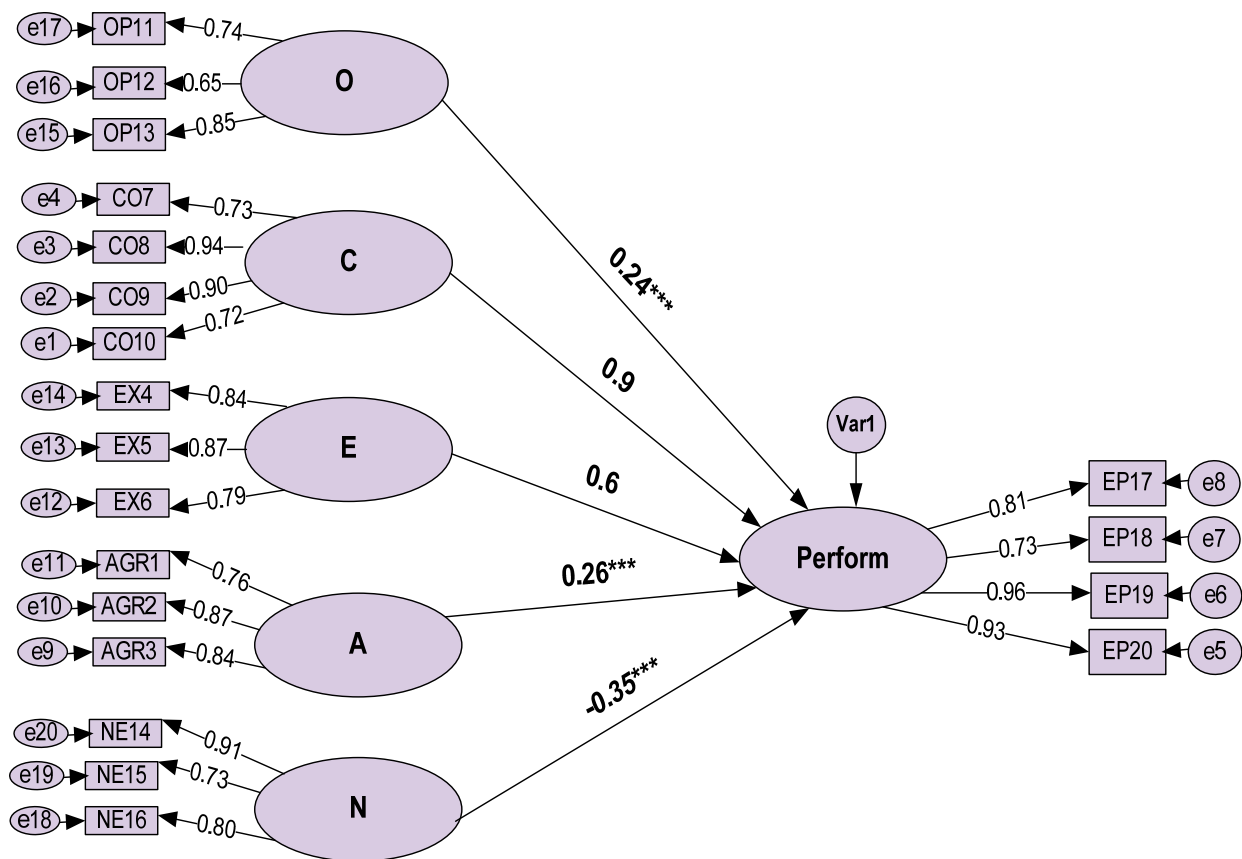 e17 OP11 0.74
e16 OP12 0.65 O
e15 OP13 0.85
e4 CO7 0.73
e3 CO8 0.94 C
e2 CO9 0.90
e1 CO10 0.72
0.24***
0.9
e14 EX4 0.84
e13 EX5 0.87 E
e12 EX6 0.79
0.6
Var1
Perform
0.81 EP17 e8
0.73 EP18 e7
0.96 EP19 e6
0.93 EP20 e5
e11 AGR1 0.76
e10 AGR2 0.87
e9 AGR3 0.84 A
0.26***
-0.35***
e20 NE14 0.91
e19 NE15 0.73
e18 NE16 0.80 N